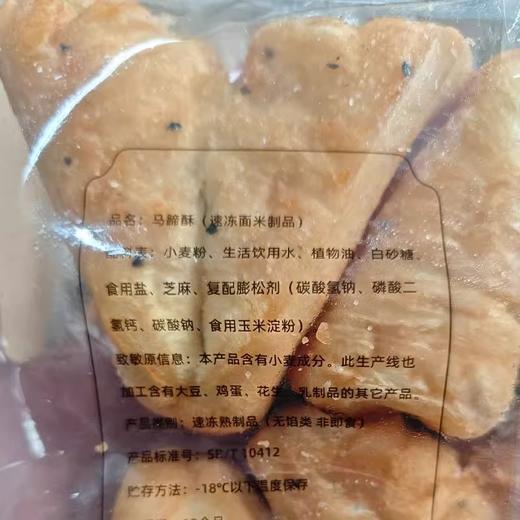 品名：马蹄酥（速冻面米制品）
配料表：小麦粉、生活饮用水、植物油、白砂糖、
食用盐、芝麻、复配膨松剂（碳酸氢钠、磷酸二
氢钙、碳酸钠、食用玉米淀粉）
致敏原信息：本产品含有小麦成分。此生产线也
加工含有大豆、鸡蛋、花生、乳制品的其它产品。
产品类别：速冻熟制品（无馅类 非即食）
产品标准号：SB/T 10412
贮存方法：-18℃以下温度保存